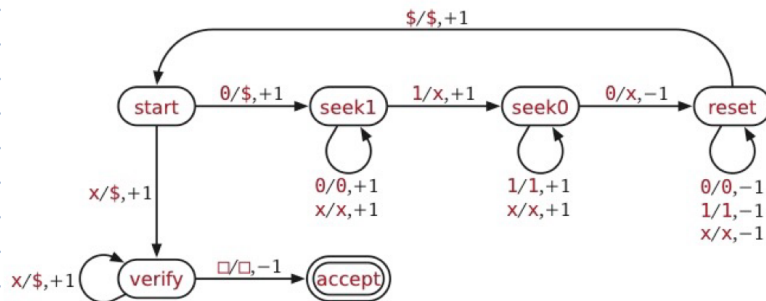 $/$,+1
start
0/$,+1
seek1
1/x,+1
seek0
0/x,-1
reset
0/0,+1
x/x,+1
1/1,+1
x/x,+1
0/0,-1
1/1,-1
x/x,-1
x/$,+1
x/$,+1
verify
□/□,-1
accept